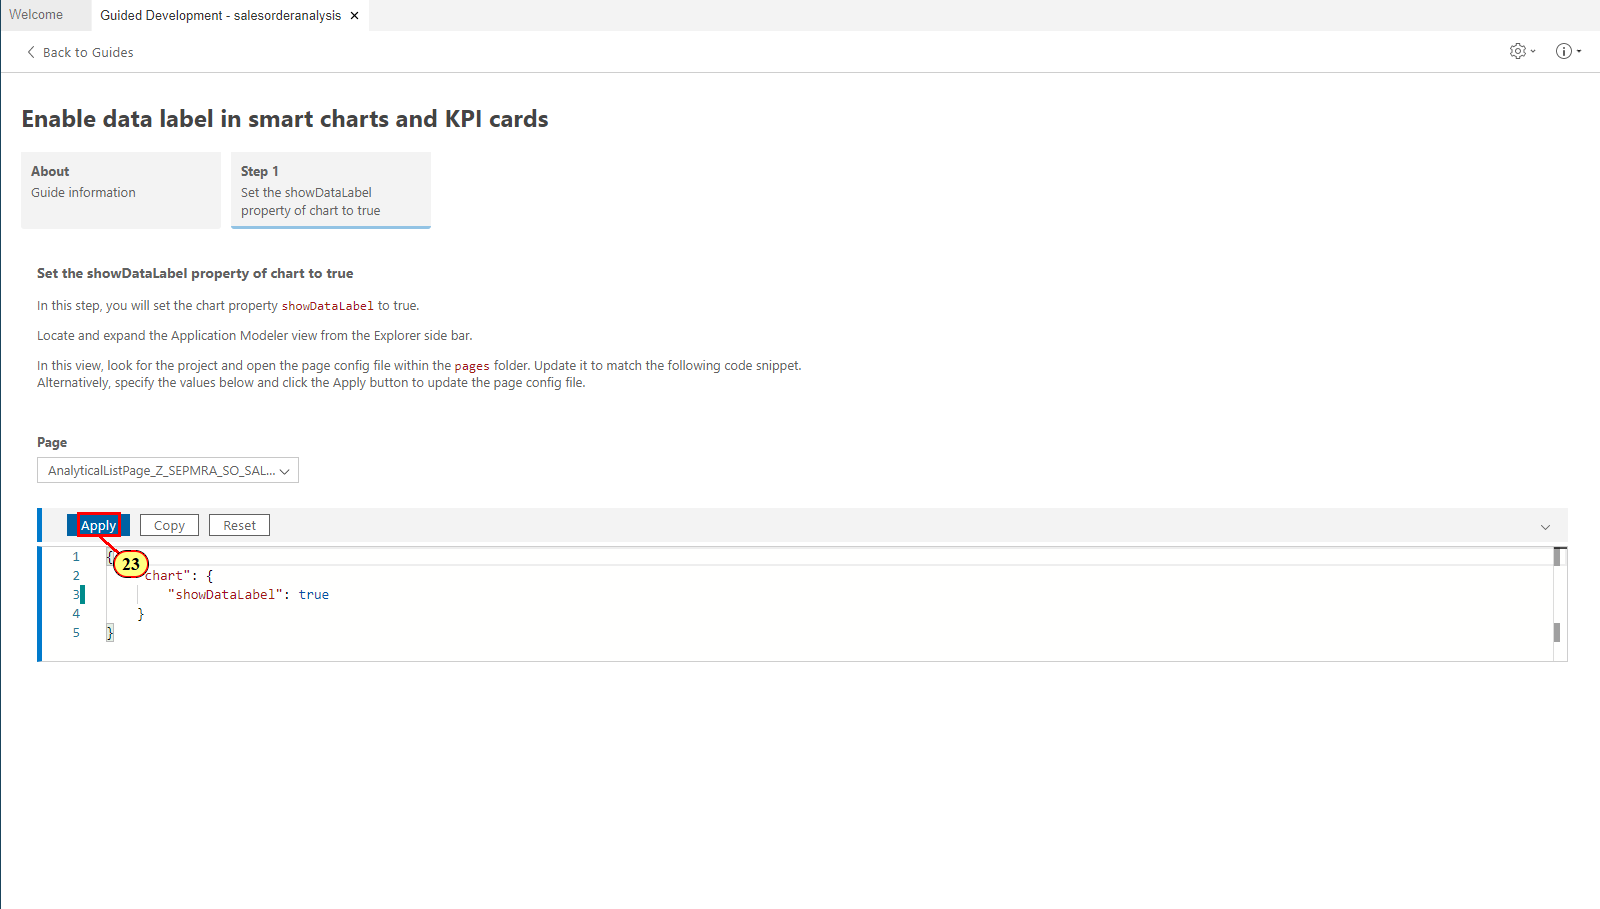 Welcome
Guided Development - salesorderanalysis ×
Back to Guides
Enable data label in smart charts and KPI cards
About
Guide information
Step 1
Set the showDataLabel
property of chart to true
Set the showDataLabel property of chart to true
In this step, you will set the chart property showDataLabel to true.
Locate and expand the Application Modeler view from the Explorer side bar.
In this view, look for the project and open the page config file within the pages folder. Update it to match the following code snippet.
Alternatively, specify the values below and click the Apply button to update the page config file.
Page
AnalyticalListPage_Z_SEPMRA_SO_SAL...
Apply Copy Reset
23
1 {
2 chart": {
3 "showDataLabel": true
4 }
5 }